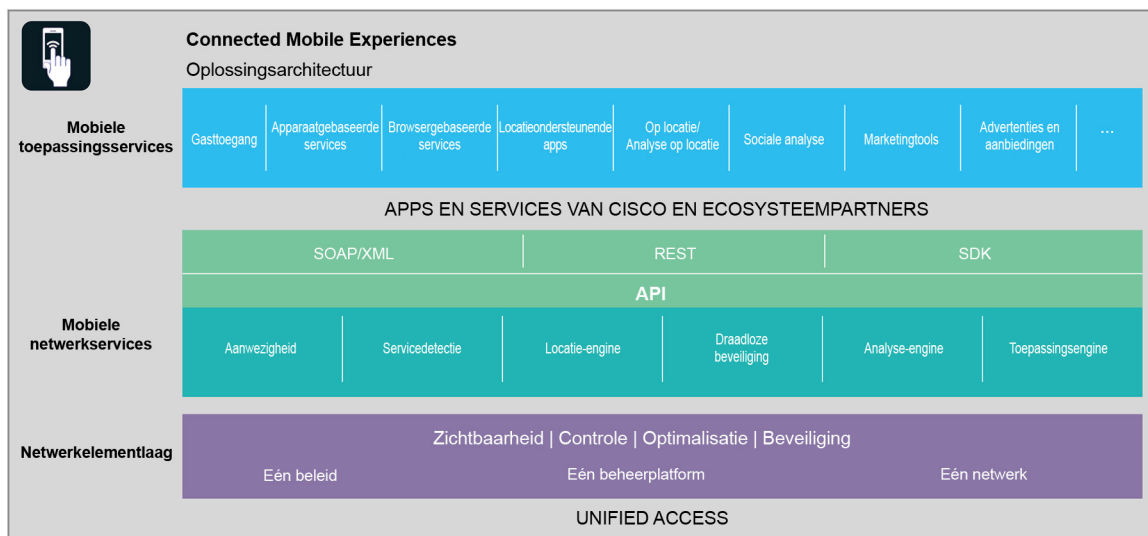 Connected Mobile Experiences
Oplossingsarchitectuur
Mobiele
toepassingsservices
Gasttoegang
Apparaatgebaseerde
services
Browsergebaseerde
services
Locatieondersteunende
apps
Op locatie/
Analyse op locatie
Sociale analyse
Marketingtools
Advertenties en
aanbiedingen
...
APPS EN SERVICES VAN CISCO EN ECOSYSTEEMPARTNERS
SOAP/XML
REST
SDK
API
Mobiele
netwerkservices
Aanwezigheid
Servicedetectie
Locatie-engine
Draadloze
beveiliging
Analyse-engine
Toepassingsengine
Netwerkelementlaag
Zichtbaarheid | Controle | Optimalisatie | Beveiliging
Eén beleid
Eén beheerplatform
Eén netwerk
UNIFIED ACCESS